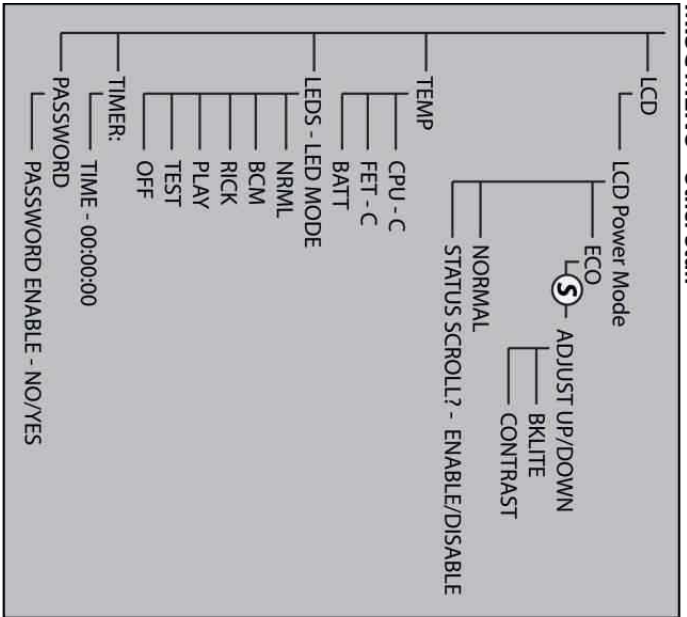 LCD
LCD Power Mode
ECO
S ADJUST UP/DOWN
BKLITE
CONTRAST
NORMAL
STATUS SCROLL? - ENABLE/DISABLE
TEMP
CPU - C
FET - C
BATT
LEDS - LED MODE
NRML
BCM
RICK
PLAY
TEST
OFF
TIMER:
TIME - 00:00:00
PASSWORD
PASSWORD ENABLE - NO/YES